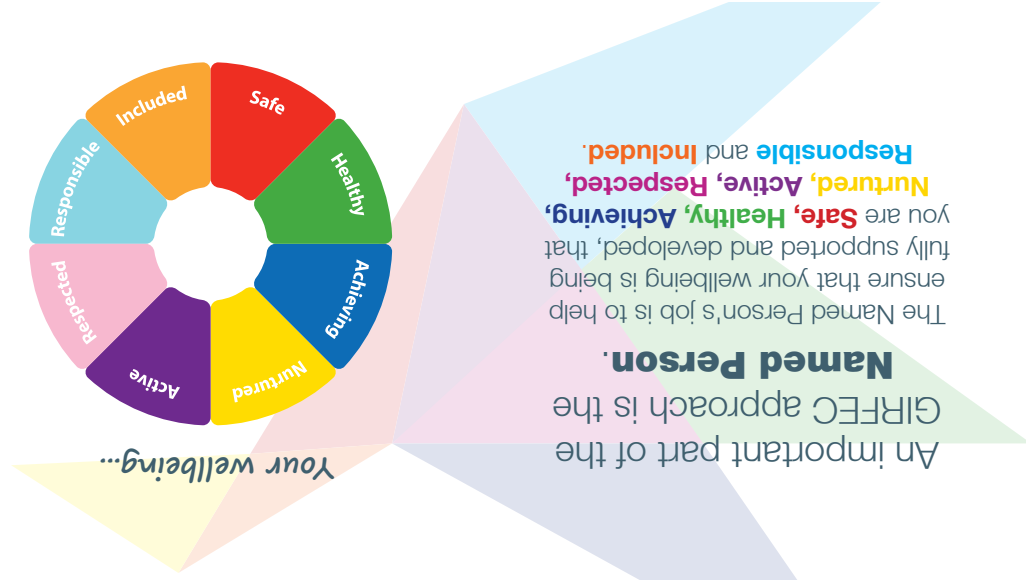 An important part of the
GIRFEC approach is the
Named Person.
The Named Person's job is to help
ensure that your wellbeing is being
fully supported and developed, that
you are Safe, Healthy, Achieving,
Nurtured, Active, Respected,
Responsible and Included.
Your wellbeing...
Nurtured
Active
Respected
Responsible
Included
Safe
Healthy
Achieving